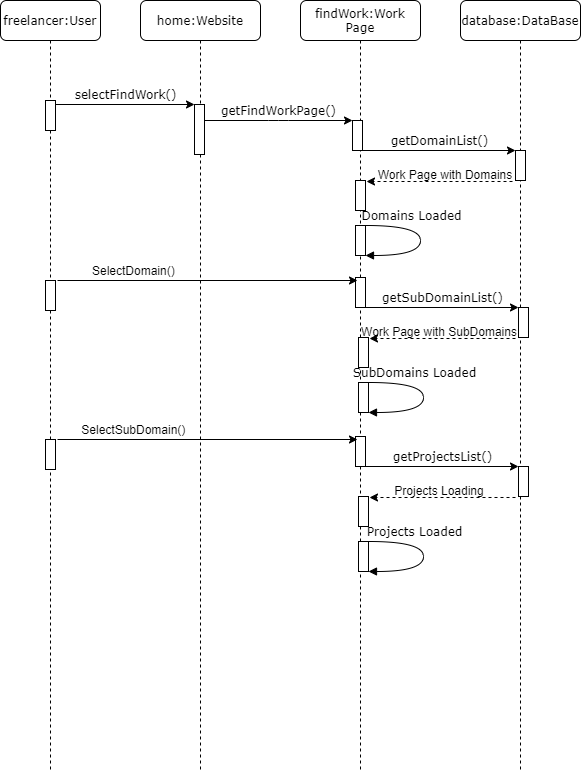 freelancer:User
home:Website
findWork:Work
Page
database:DataBase
selectFindWork()
getFindWorkPage()
getDomainList()
Work Page with Domains
Domains Loaded
SelectDomain()
getSubDomainList()
Work Page with SubDomains
SubDomains Loaded
SelectSubDomain()
getProjectsList()
Projects Loading
Projects Loaded